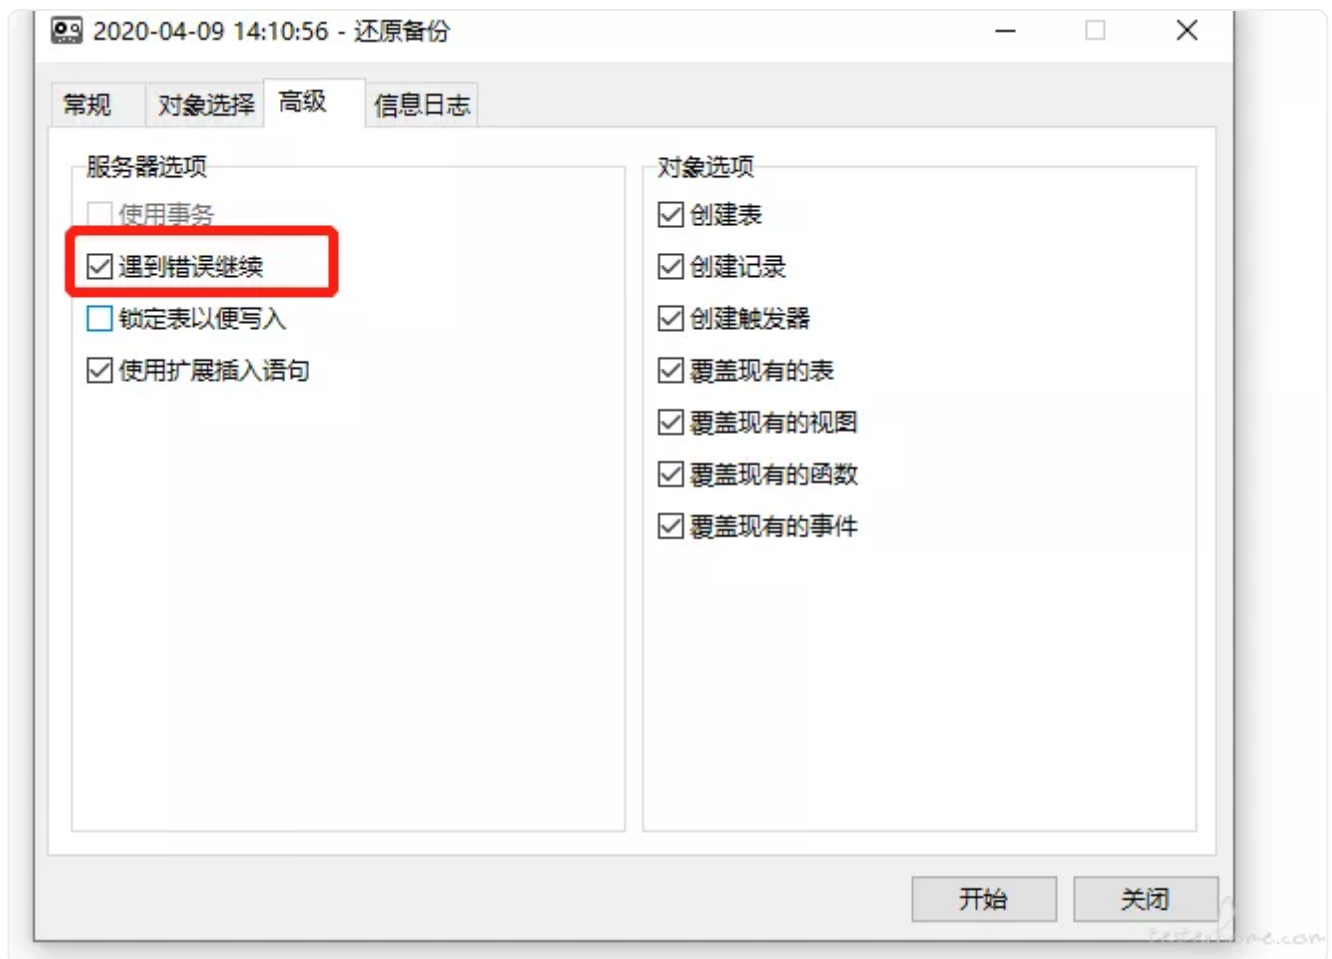 2020-04-09 14:10:56 - 还原备份
常规 对象选择 高级 信息日志
服务器选项
使用事务
遇到错误继续
锁定表以便写入
使用扩展插入语句
对象选项
创建表
创建记录
创建触发器
覆盖现有的表
覆盖现有的视图
覆盖现有的函数
覆盖现有的事件
开始 关闭
testerhome.com